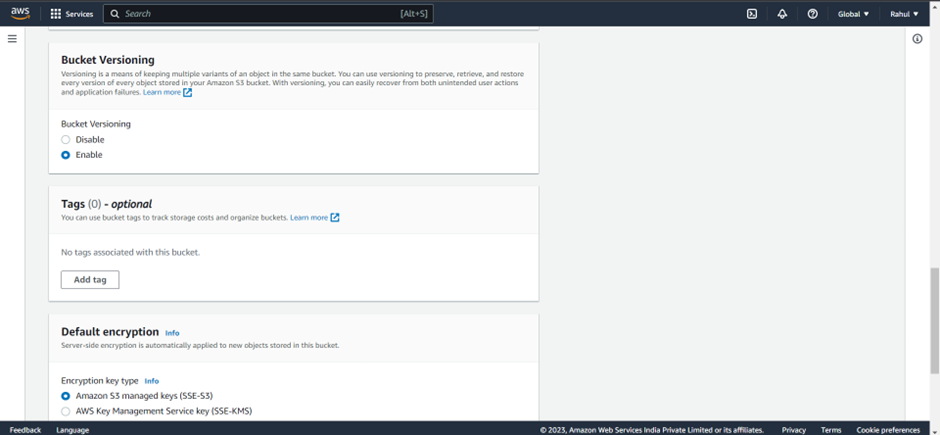 aws Services Search [Alt+S] Global Rahul
Bucket Versioning
Versioning is a means of keeping multiple variants of an object in the same bucket. You can use versioning to preserve, retrieve, and restore
every version of every object stored in your Amazon S3 bucket. With versioning, you can easily recover from both unintended user actions
and application failures. Learn more
Bucket Versioning
Disable
Enable
Tags (0) - optional
You can use bucket tags to track storage costs and organize buckets. Learn more
No tags associated with this bucket.
Add tag
Default encryption Info
Server-side encryption is automatically applied to new objects stored in this bucket.
Encryption key type Info
Amazon S3 managed keys (SSE-S3)
AWS Key Management Service key (SSE-KMS)
Feedback Language © 2023, Amazon Web Services India Private Limited or its affiliates. Privacy Terms Cookie preferences